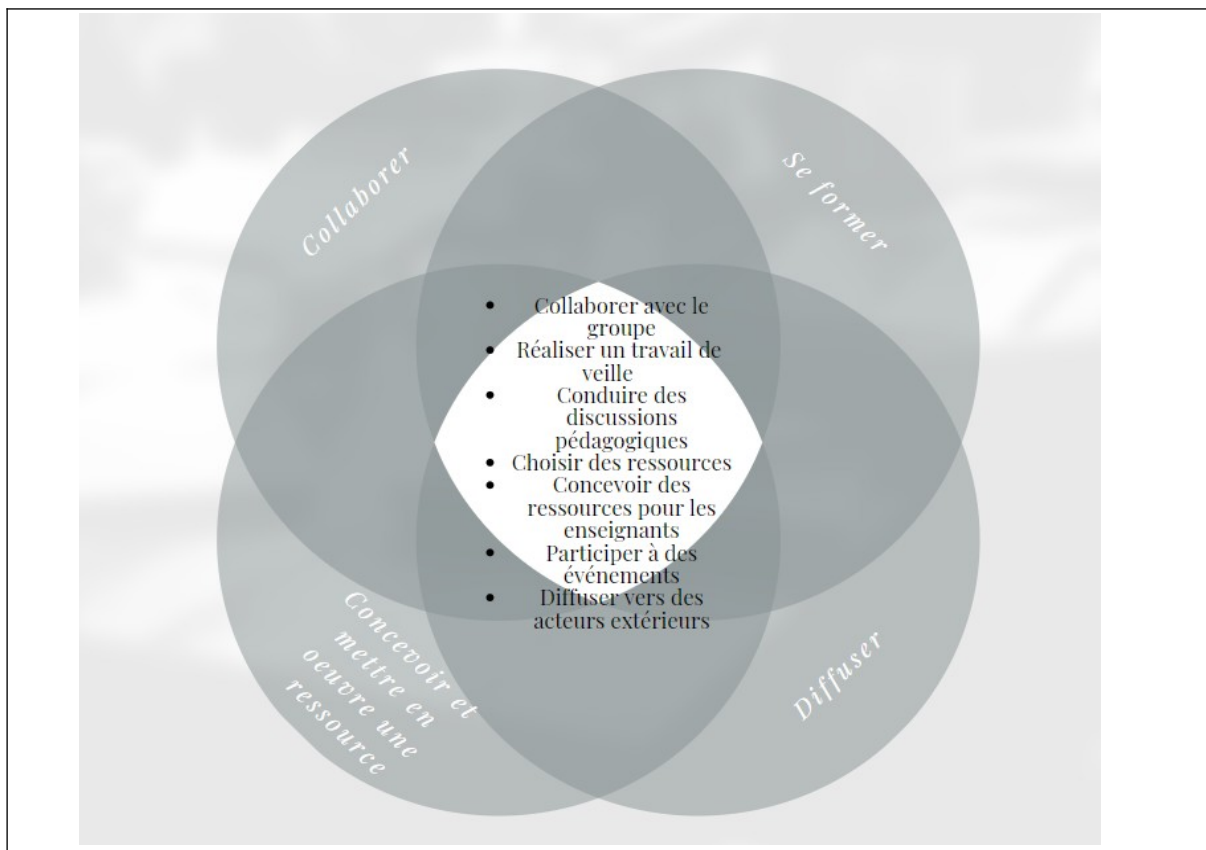 Collaborer
Se former
• Collaborer avec le
groupe
• Réaliser un travail de
veille
• Conduire des
discussions
pédagogiques
• Choisir des ressources
• Concevoir des
ressources pour les
enseignants
• Participer à des
événements
• Diffuser vers des
acteurs extérieurs
Concevoir et
mettre en
oeuvre une
ressource
Diffuser